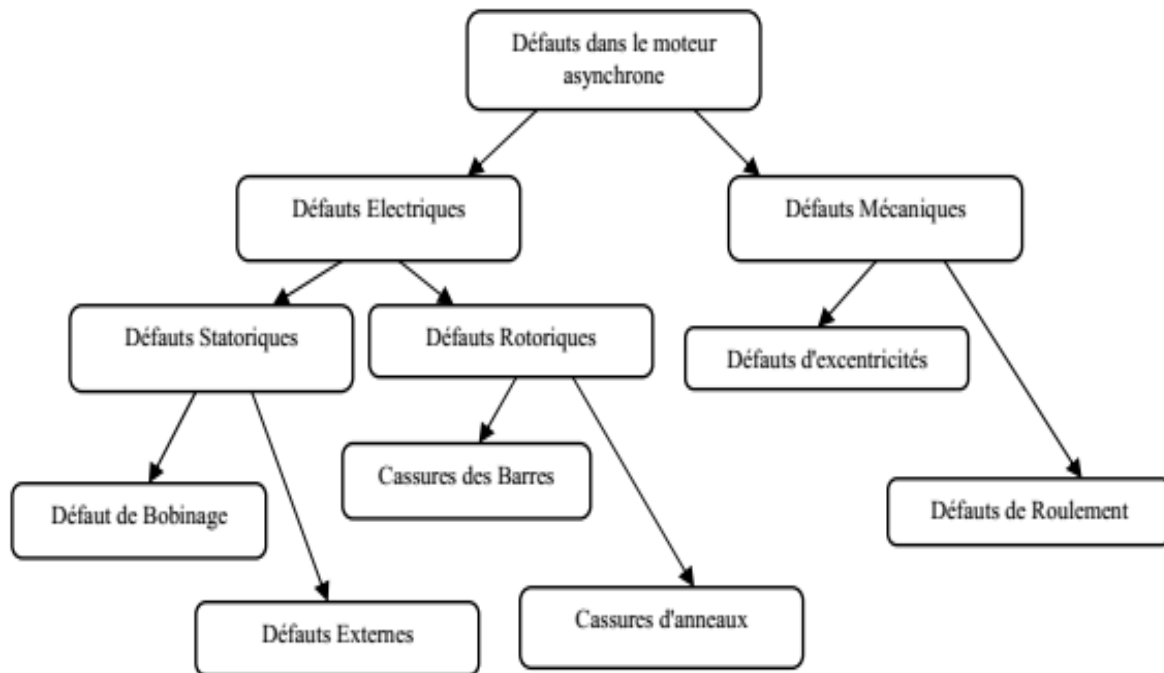 Défauts dans le moteur
asynchrone
Défauts Electriques
Défauts Mécaniques
Défauts Statoriques
Défauts Rotoriques
Défauts d'excentricités
Cassures des Barres
Défaut de Bobinage
Défauts de Roulement
Défauts Externes
Cassures d'anneaux